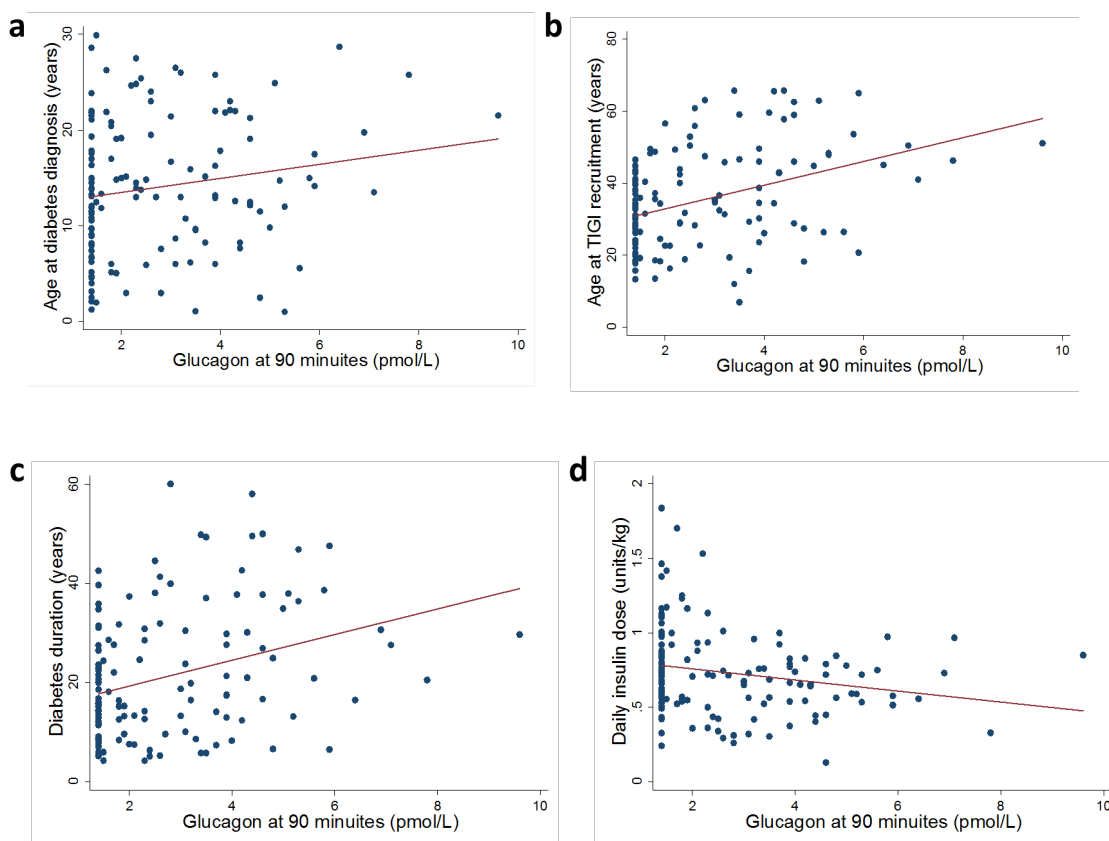 a
Age at diabetes diagnosis (years)
30
20
10
0
2 4 6 8 10
Glucagon at 90 minuites (pmol/L)
b
Age at TIGI recruitment (years)
80
60
40
20
0
2 4 6 8 10
Glucagon at 90 minuites (pmol/L)
c
Diabetes duration (years)
60
40
20
0
2 4 6 8 10
Glucagon at 90 minuites (pmol/L)
d
Daily insulin dose (units/kg)
2
1.5
1
.5
0
2 4 6 8 10
Glucagon at 90 minuites (pmol/L)